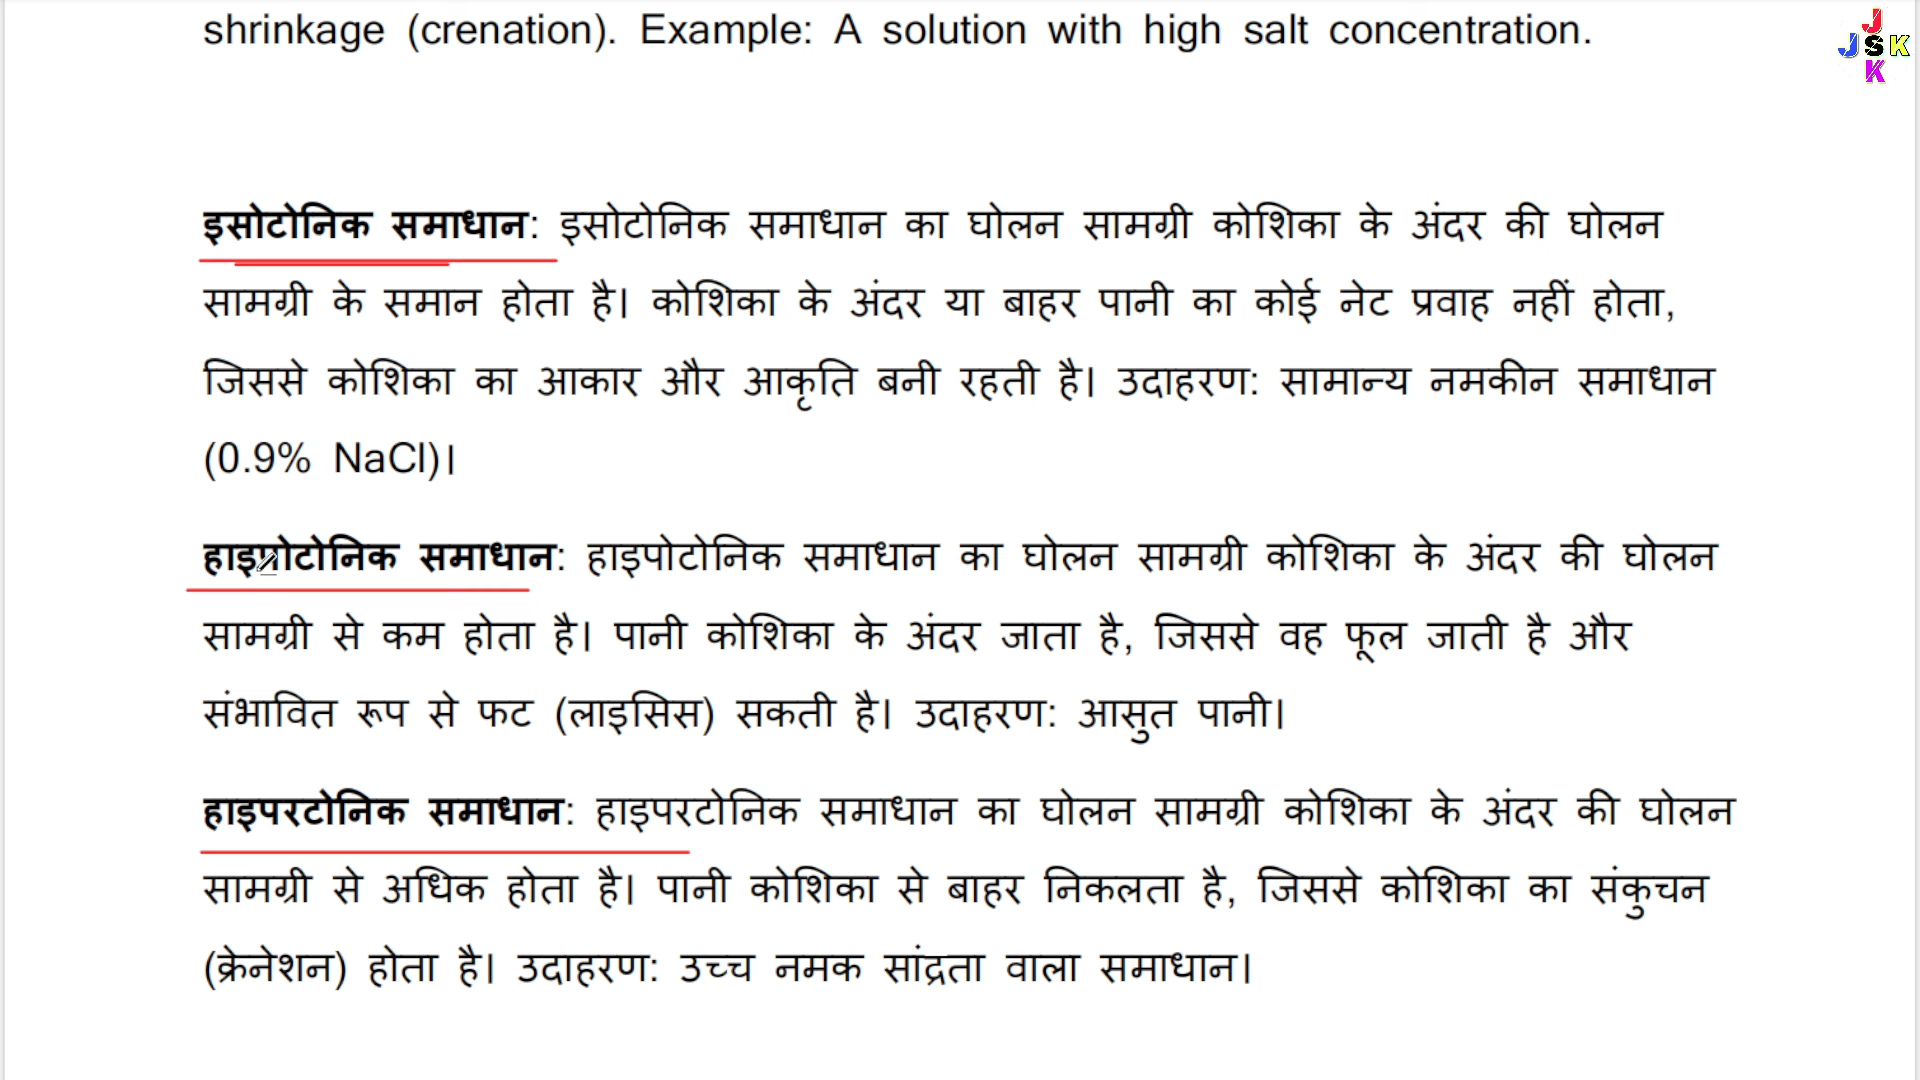 shrinkage (crenation). Example: A solution with high salt concentration.
J
J S K
K
इसोटोनिक समाधान: इसोटोनिक समाधान का घोलन सामग्री कोशिका के अंदर की घोलन
सामग्री के समान होता है। कोशिका के अंदर या बाहर पानी का कोई नेट प्रवाह नहीं होता,
जिससे कोशिका का आकार और आकृति बनी रहती है। उदाहरण: सामान्य नमकीन समाधान
(0.9% NaCl)।
हाइपोटोनिक समाधान: हाइपोटोनिक समाधान का घोलन सामग्री कोशिका के अंदर की घोलन
सामग्री से कम होता है। पानी कोशिका के अंदर जाता है, जिससे वह फूल जाती है और
संभावित रूप से फट (लाइसिस) सकती है। उदाहरण: आसुत पानी।
हाइपरटोनिक समाधान: हाइपरटोनिक समाधान का घोलन सामग्री कोशिका के अंदर की घोलन
सामग्री से अधिक होता है। पानी कोशिका से बाहर निकलता है, जिससे कोशिका का संकुचन
(क्रेनेशन) होता है। उदाहरण: उच्च नमक सांद्रता वाला समाधान।